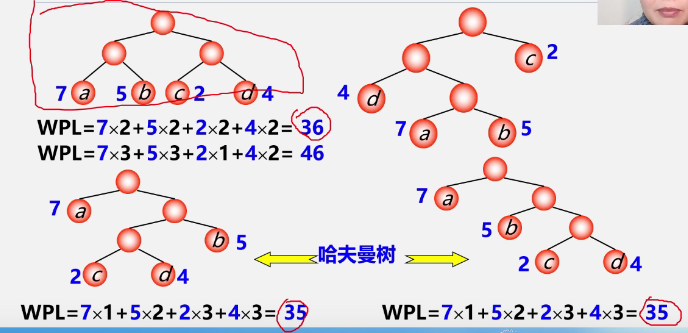 c 2
4 d
7 a 5 b c 2 d 4
7 a b 5
WPL=7×2+5×2+2×2+4×2= 36
WPL=7×3+5×3+2×1+4×2= 46
7 a
7 a
b 5
5 b
哈夫曼树
2 c d 4
2 c d 4
WPL=7×1+5×2+2×3+4×3= 35
WPL=7×1+5×2+2×3+4×3= 35